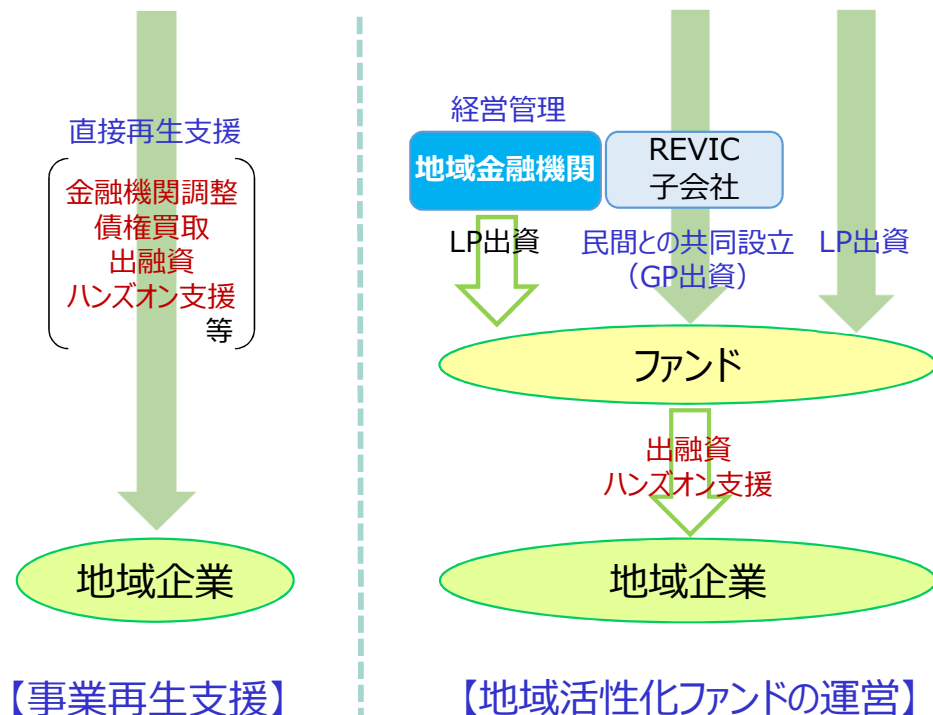 直接再生支援
金融機関調整
債権買取
出融資
ハンズオン支援
等
地域企業
【事業再生支援】
経営管理
地域金融機関
REVIC
子会社
LP出資
民間との共同設立
（GP出資）
LP出資
ファンド
出融資
ハンズオン支援
地域企業
【地域活性化ファンドの運営】